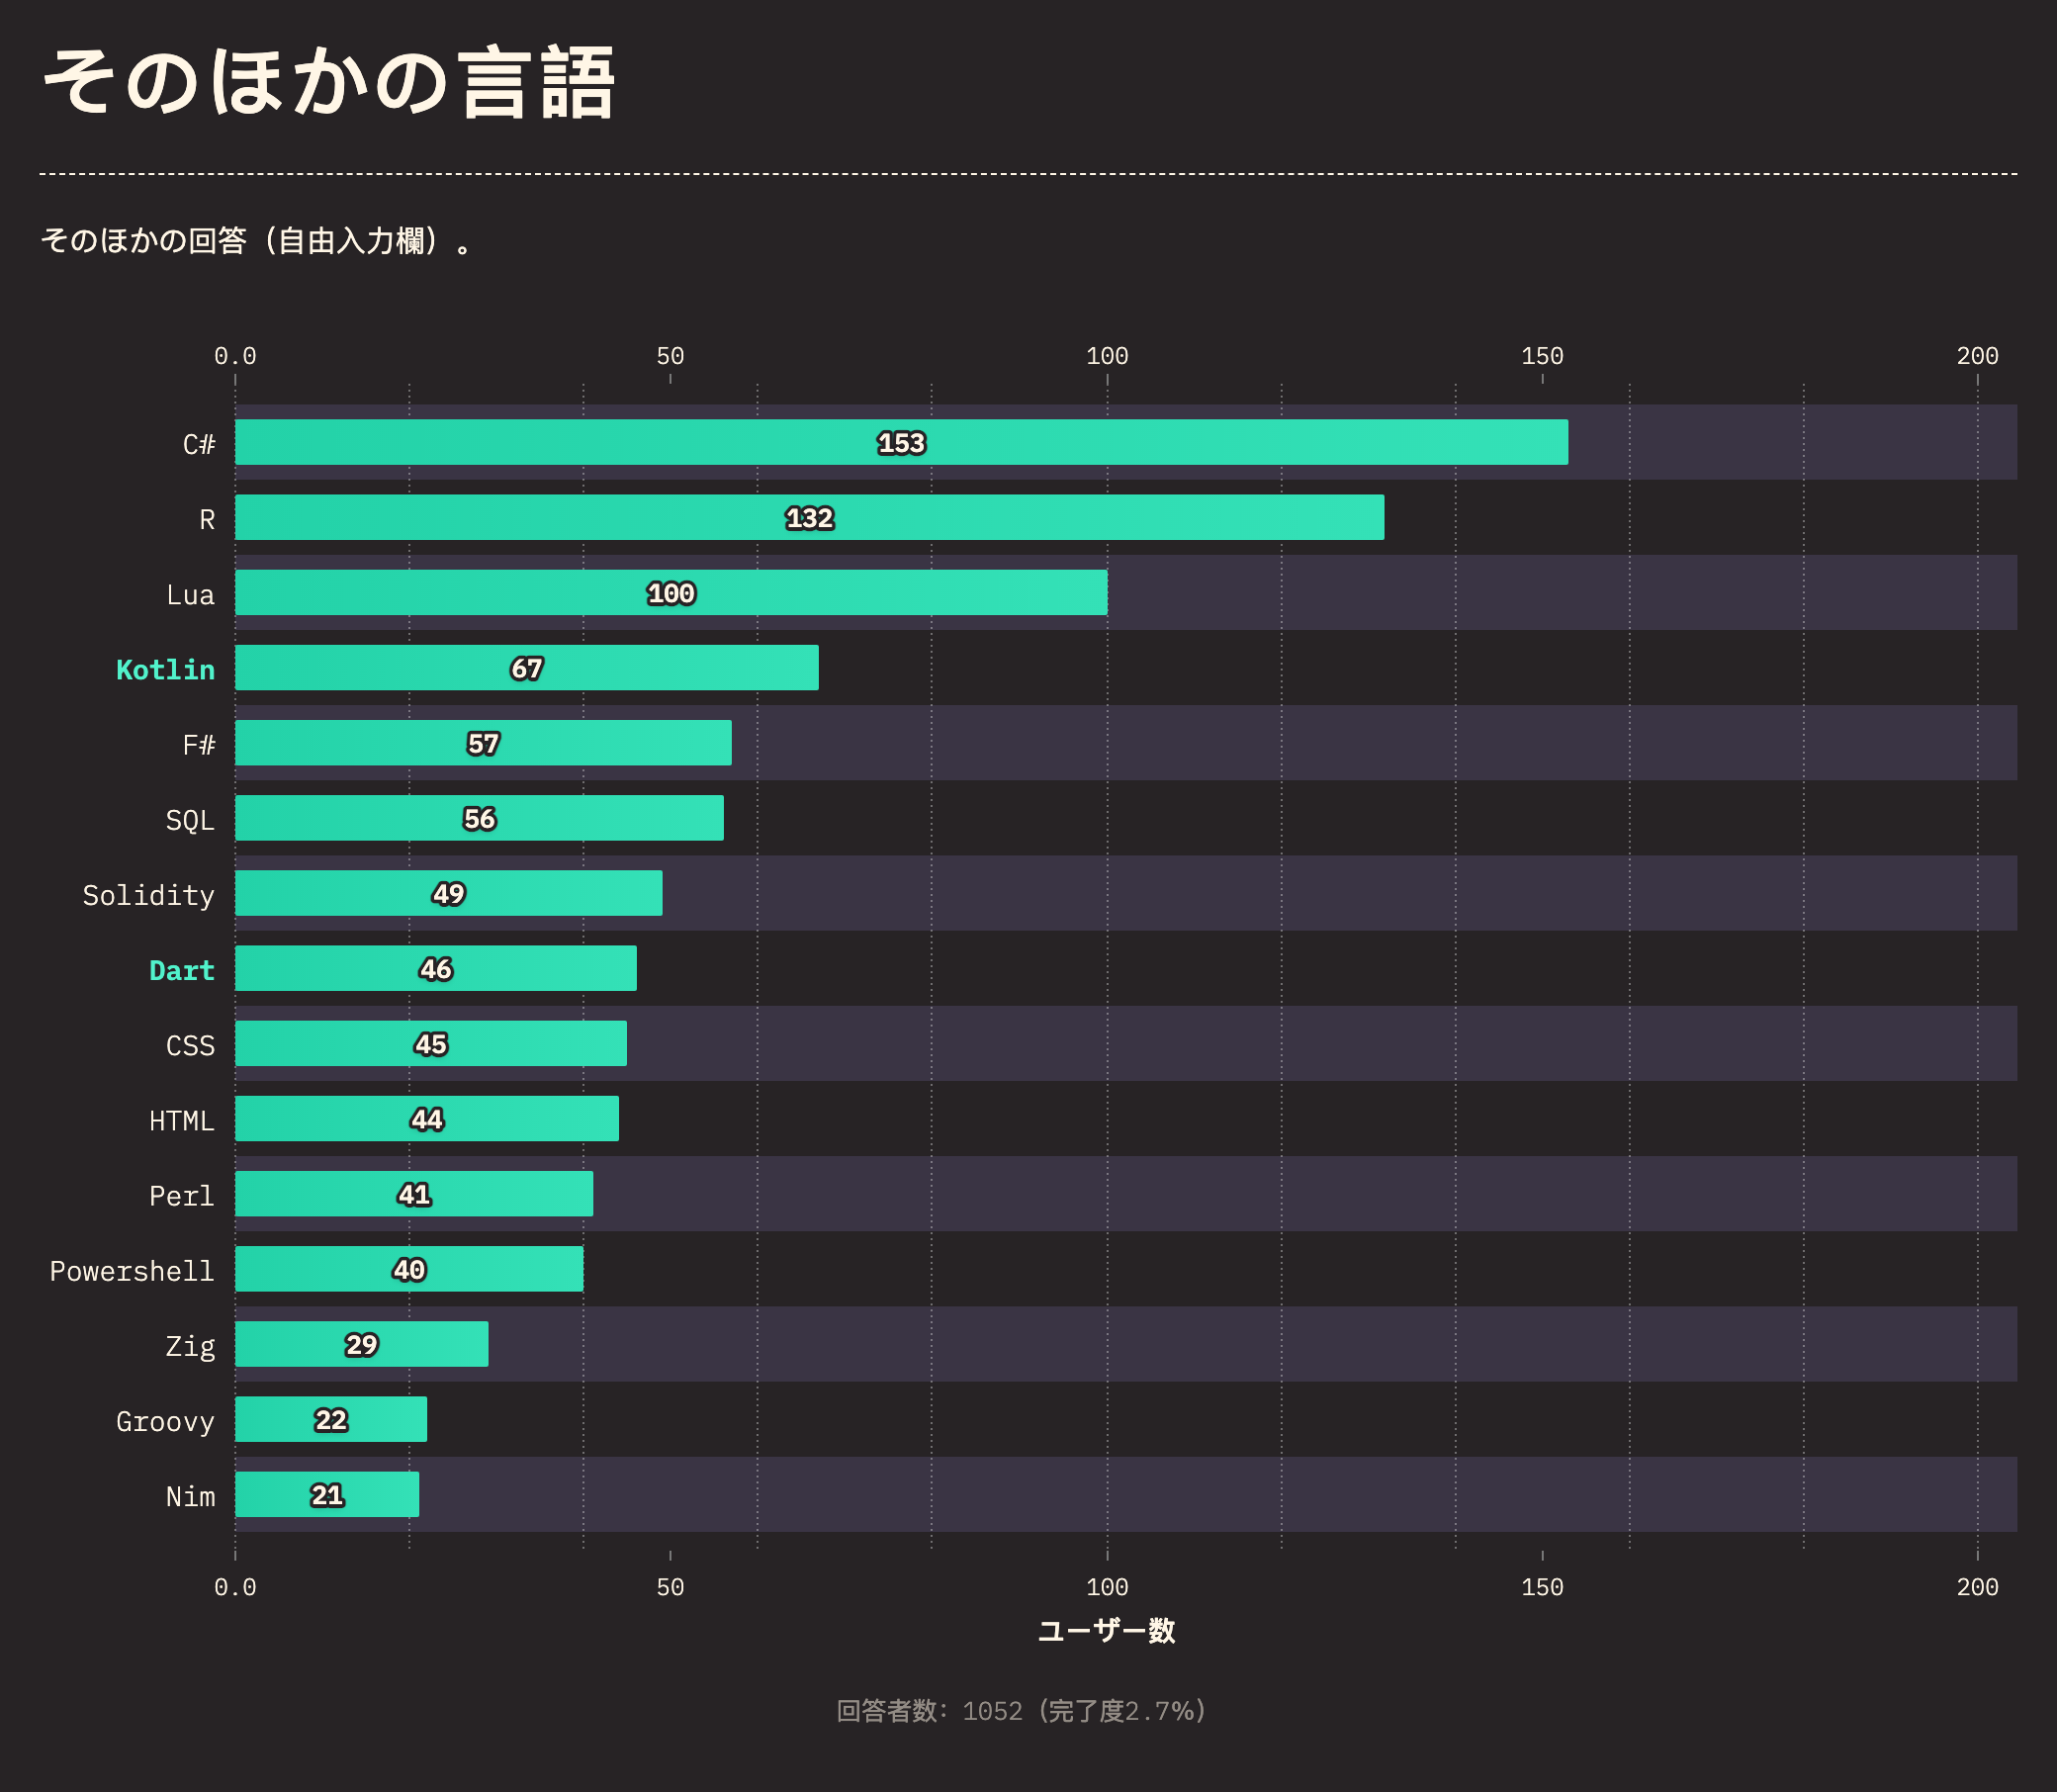 そのほかの言語
そのほかの回答（自由入力欄）。
0.0 50 100 150 200
C# 153
R 132
Lua 100
Kotlin 67
F# 57
SQL 56
Solidity 49
Dart 46
CSS 45
HTML 44
Perl 41
Powershell 40
Zig 29
Groovy 22
Nim 21
0.0 50 100 150 200
ユーザー数
回答者数: 1052 (完了度2.7%)